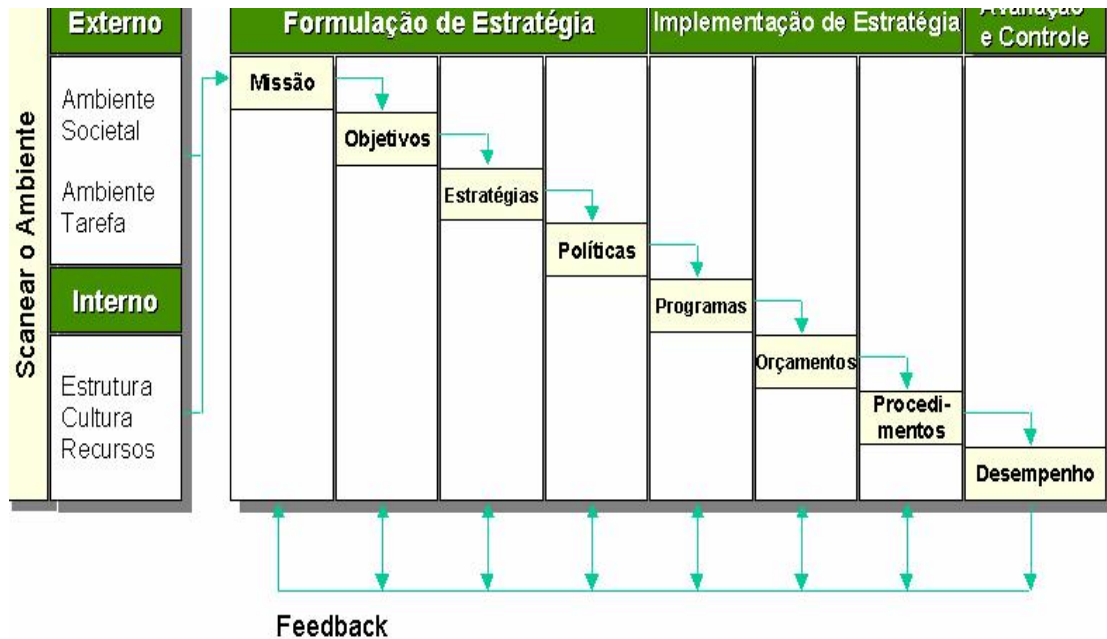 Scanear o Ambiente
Externo
Ambiente
Societal
Ambiente
Tarefa
Interno
Estrutura
Cultura
Recursos
Formulação de Estratégia
Implementação de Estratégia
e Controle
Missão
Objetivos
Estratégias
Políticas
Programas
Orçamentos
Procedi-
mentos
Desempenho
Feedback